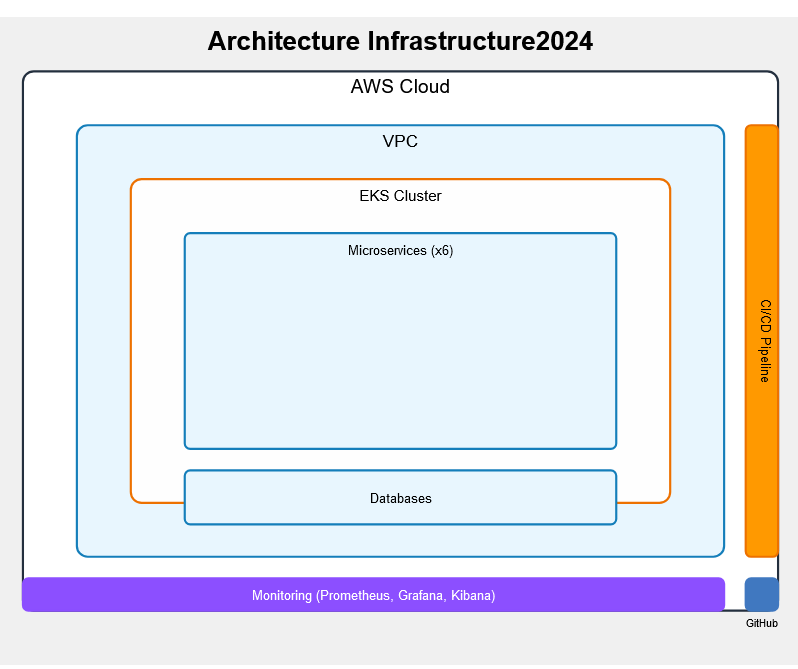 Architecture Infrastructure2024
AWS Cloud
VPC
EKS Cluster
Microservices (x6)
CI/CD Pipeline
Databases
Monitoring (Prometheus, Grafana, Kibana)
GitHub